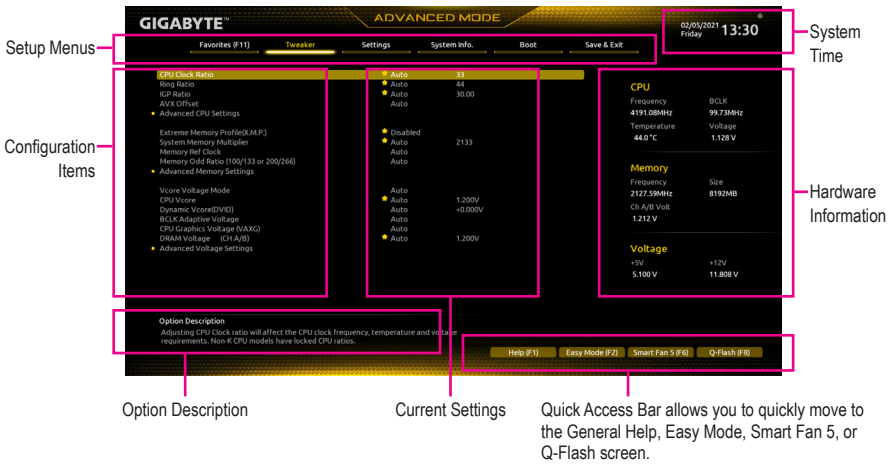 GIGABYTE™
ADVANCED MODE
02/05/2021
Friday
13:30
System
Time
Setup Menus
Favorites (F11) Tweaker Settings System Info. Boot Save & Exit
CPU Clock Ratio Auto 33
Ring Ratio Auto 44
IGP Ratio Auto 30.00
AVX Offset Auto
Advanced CPU Settings
Extreme Memory Profile(X.M.P.) Disabled
System Memory Multiplier Auto 2133
Memory Ref Clock Auto
Memory Odd Ratio (100/133 or 200/266) Auto
Advanced Memory Settings
Vcore Voltage Mode Auto
CPU Vcore Auto 1.200V
Dynamic Vcore(DVID) Auto +0.000V
BCLK Adaptive Voltage Auto
CPU Graphics Voltage (VAXG) Auto
DRAM Voltage (CH A/B) Auto 1.200V
Advanced Voltage Settings
Configuration
Items
CPU
Frequency BCLK
4191.08MHz 99.73MHz
Temperature Voltage
44.0 °C 1.128 V
Memory
Frequency Size
2127.59MHz 8192MB
Ch A/B Volt
1.212 V
Voltage
+5V +12V
5.100 V 11.808 V
Hardware
Information
Option Description
Adjusting CPU Clock ratio will affect the CPU clock frequency, temperature and voltage
requirements. Non-K CPU models have locked CPU ratios.
Help (F1) Easy Mode (F2) Smart Fan 5 (F6) Q-Flash (F8)
Option Description
Current Settings
Quick Access Bar allows you to quickly move to
the General Help, Easy Mode, Smart Fan 5, or
Q-Flash screen.